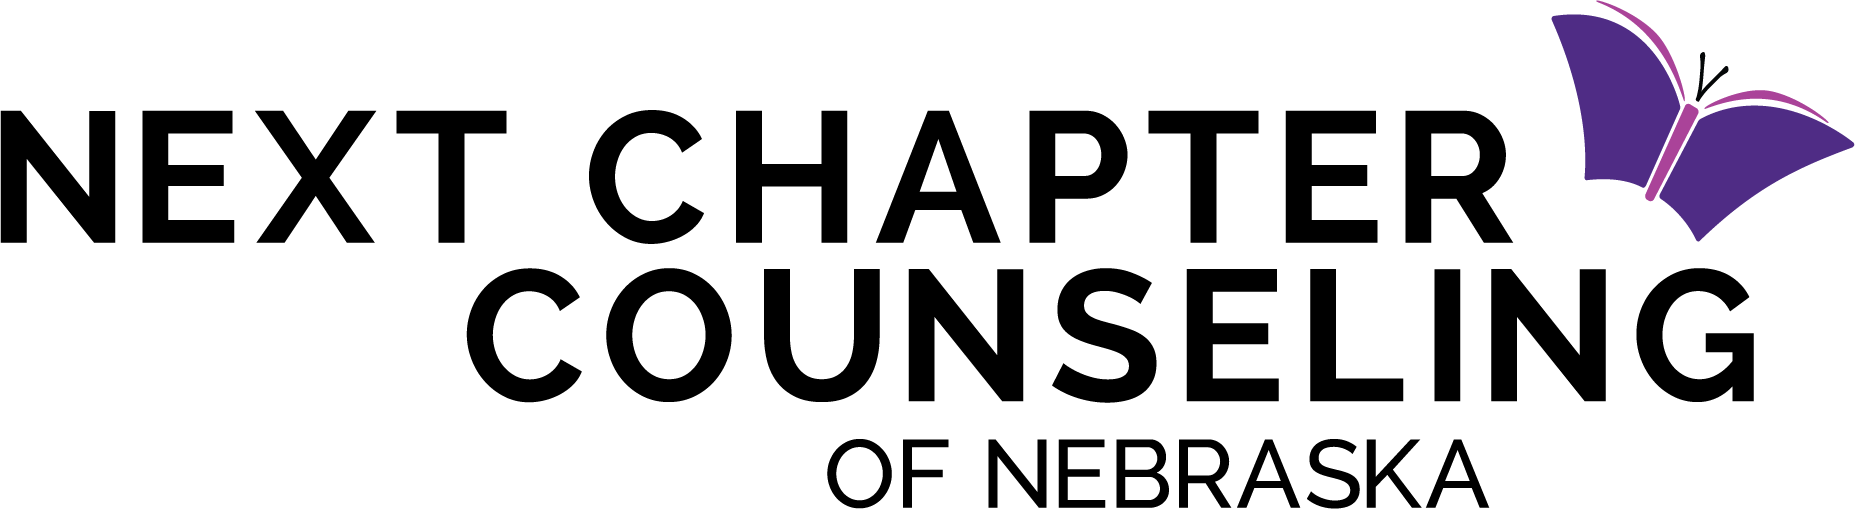 NEXT CHAPTER
COUNSELING
OF NEBRASKA